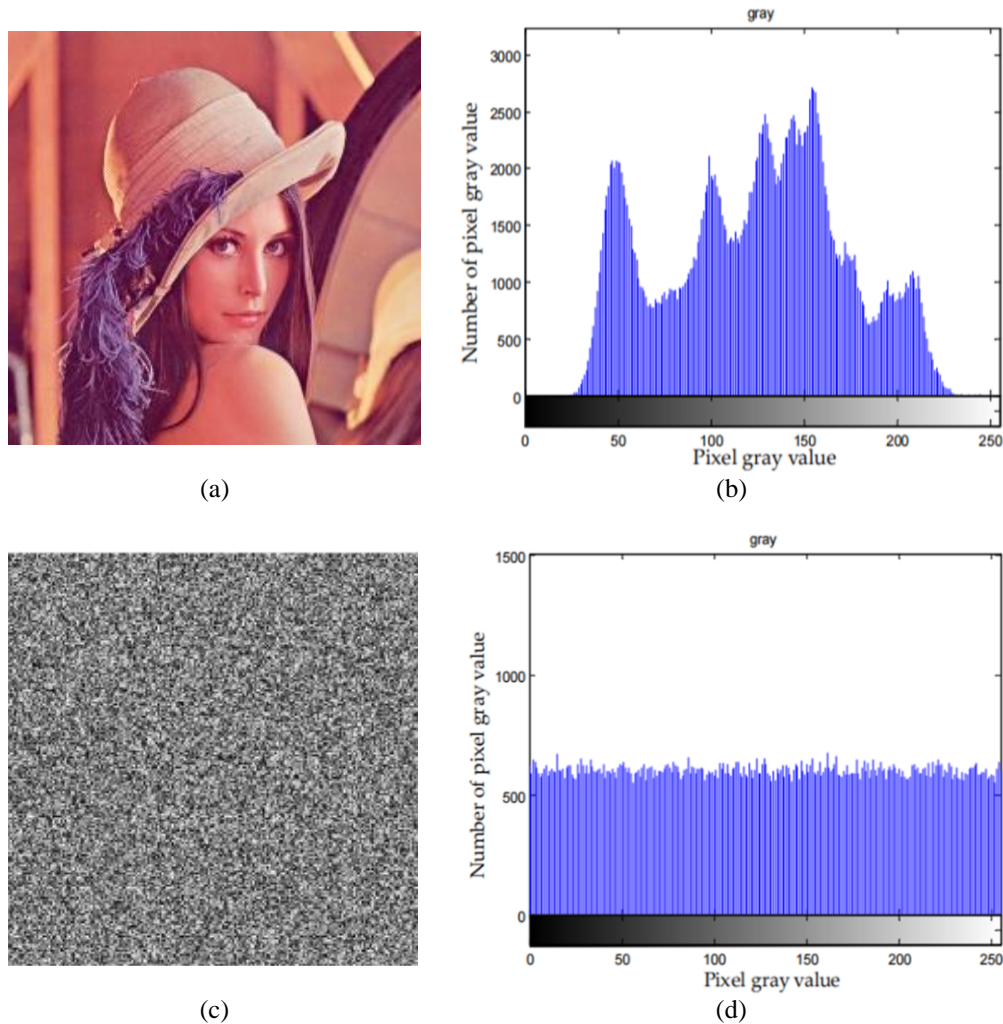 gray
3000
2500
2000
1500
1000
500
0
Number of pixel gray value
0 50 100 150 200 250
Pixel gray value
(a) (b)
gray
1500
1000
500
0
Number of pixel gray value
0 50 100 150 200 250
Pixel gray value
(c) (d)